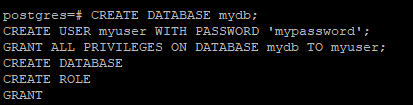 postgres=# CREATE DATABASE mydb;
CREATE USER myuser WITH PASSWORD 'mypassword';
GRANT ALL PRIVILEGES ON DATABASE mydb TO myuser;
CREATE DATABASE
CREATE ROLE
GRANT